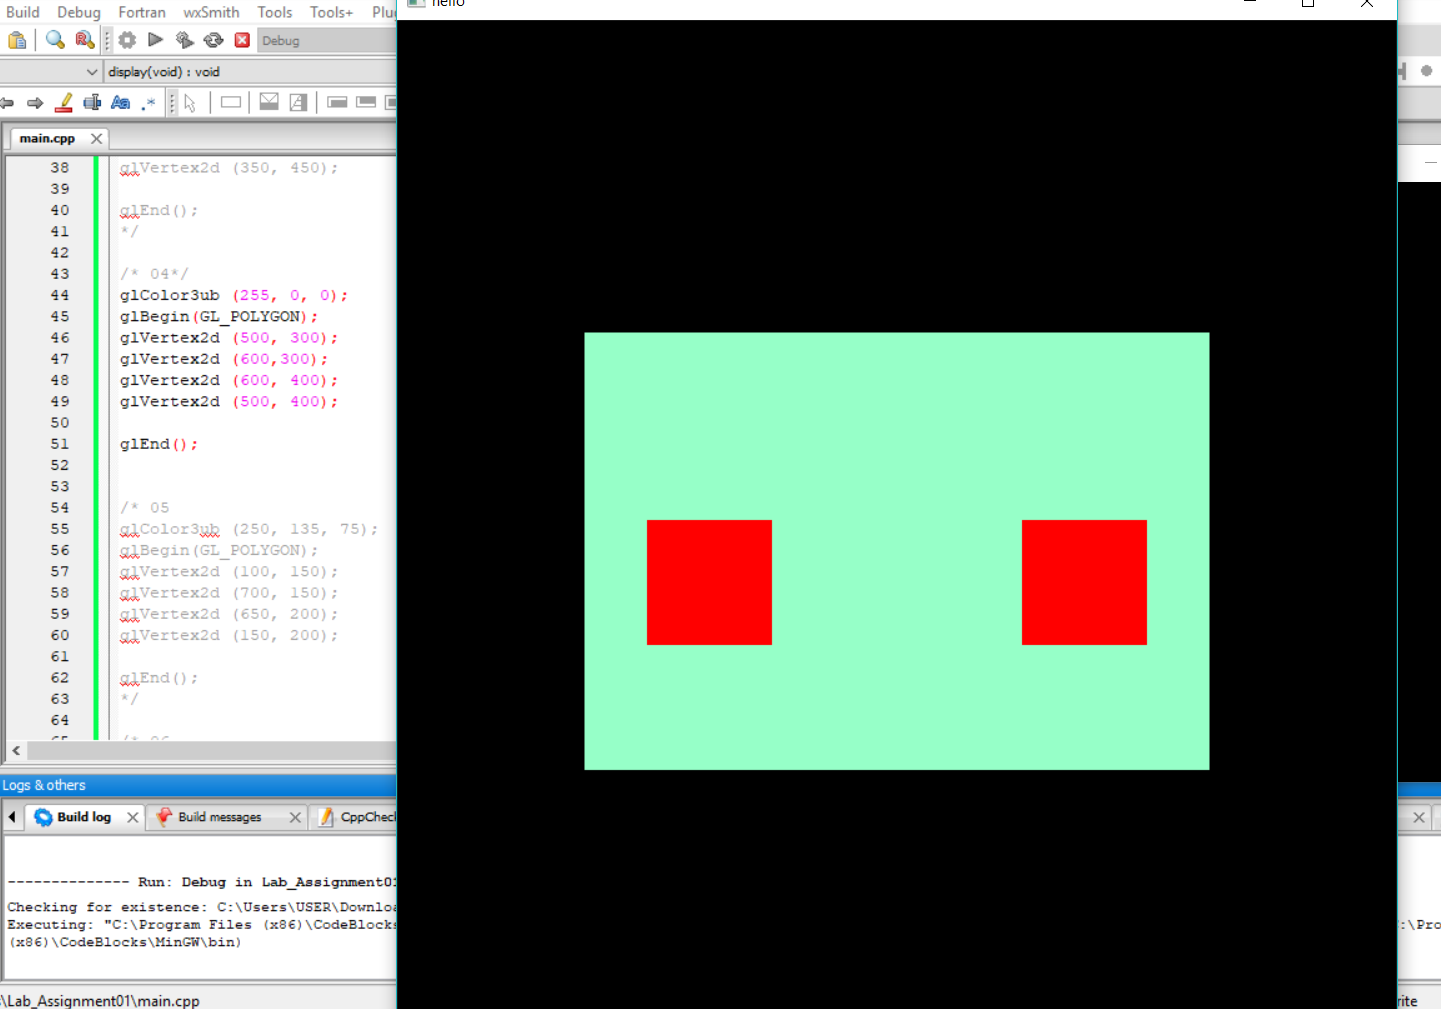 Build Debug Fortran wxSmith Tools Tools+
hello
Debug
display(void) : void
Aa .*
main.cpp
38 glVertex2d (350, 450);
39
40 glEnd();
41 */
42
43 /* 04*/
44 glColor3ub (255, 0, 0);
45 glBegin(GL_POLYGON);
46 glVertex2d (500, 300);
47 glVertex2d (600,300);
48 glVertex2d (600, 400);
49 glVertex2d (500, 400);
50
51 glEnd();
52
53
54 /* 05
55 glColor3ub (250, 135, 75);
56 glBegin(GL_POLYGON);
57 glVertex2d (100, 150);
58 glVertex2d (700, 150);
59 glVertex2d (650, 200);
60 glVertex2d (150, 200);
61
62 glEnd();
63 */
64
Logs & others
Build log Build messages CppChec
-------------- Run: Debug in Lab_Assignment01
Checking for existence: C:\Users\USER\Downloa
Executing: "C:\Program Files (x86)\CodeBlocks :\Pro
(x86)\CodeBlocks\MinGW\bin)
\Lab_Assignment01\main.cpp rite